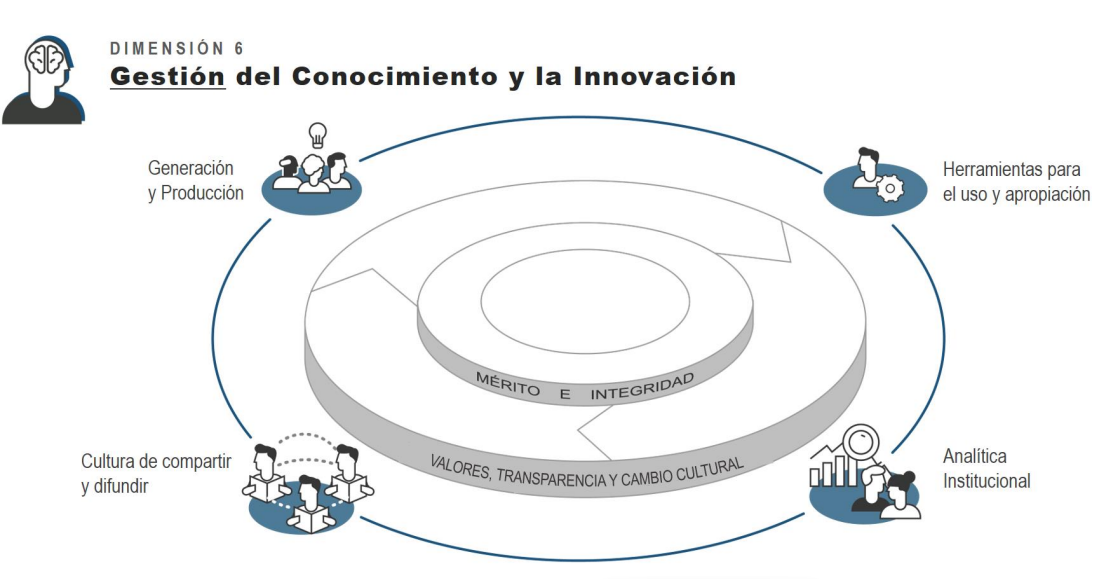 DIMENSIÓN 6
Gestión del Conocimiento y la Innovación
Generación
y Producción
Herramientas para
el uso y apropiación
MÉRITO E INTEGRIDAD
VALORES, TRANSPARENCIA Y CAMBIO CULTURAL
Cultura de compartir
y difundir
Analítica
Institucional